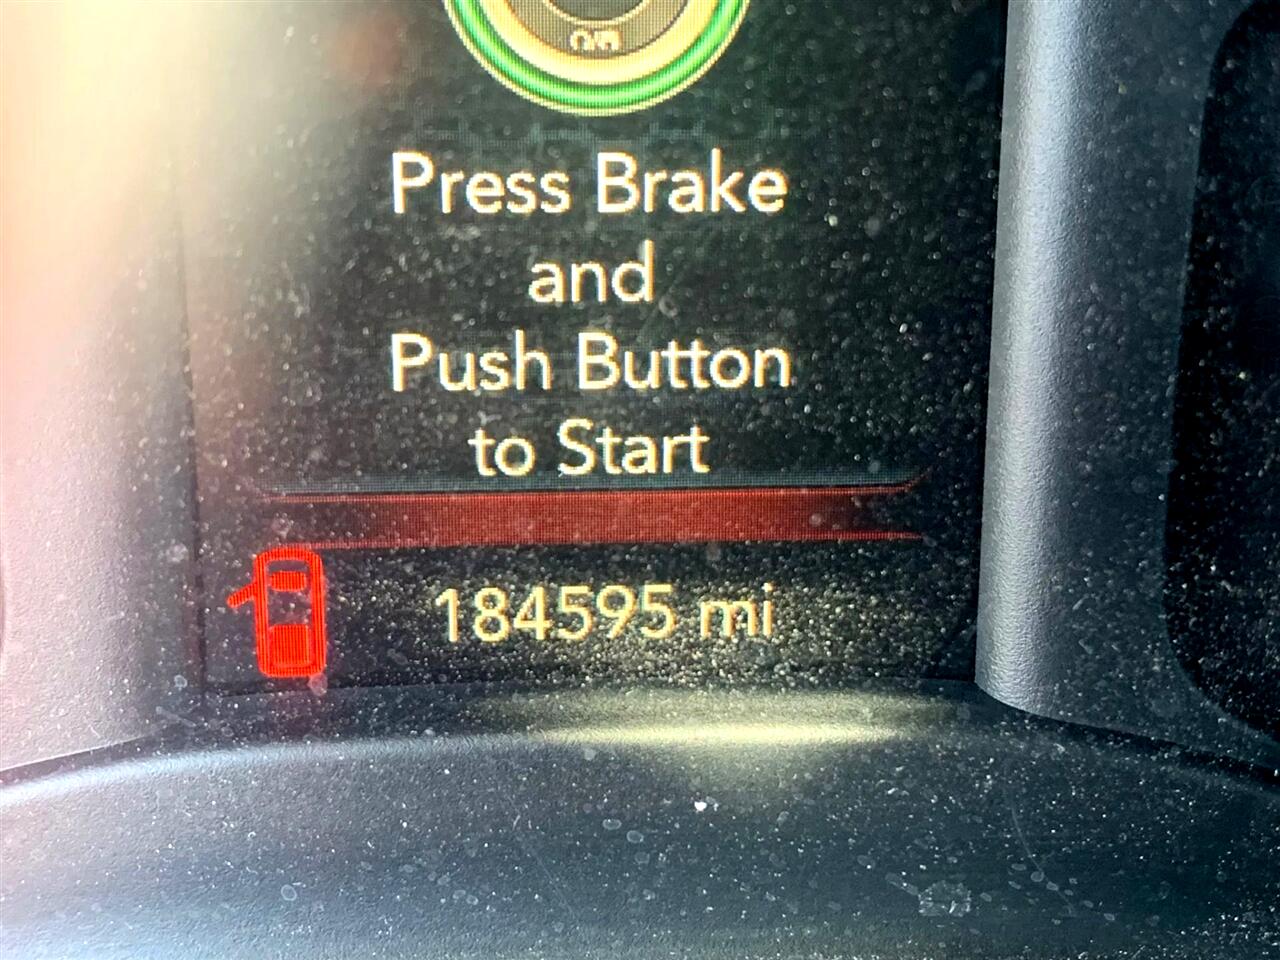 Press Brake
and
Push Button
to Start
184595 mi